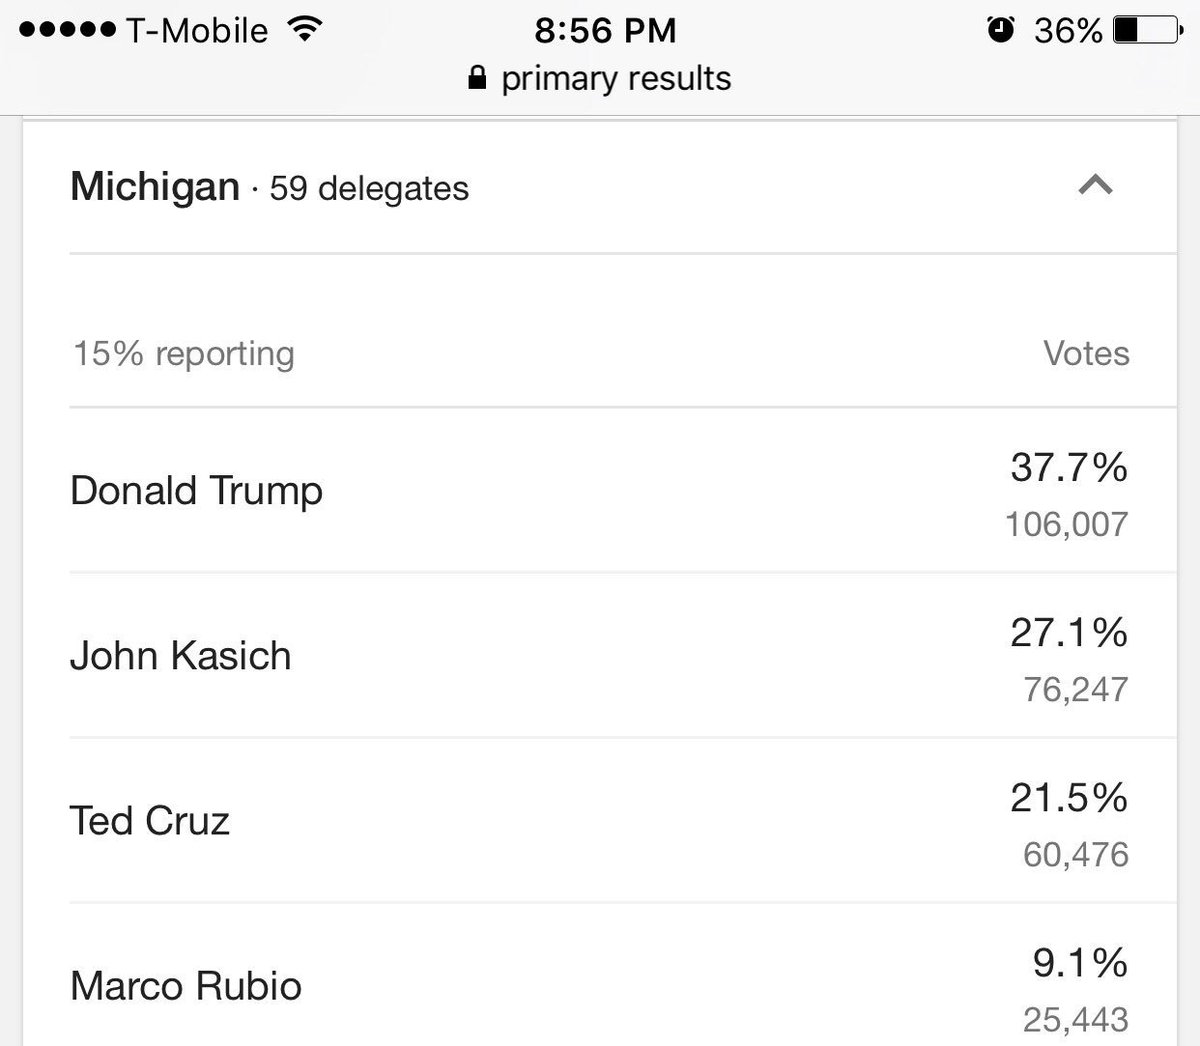 T-Mobile 8:56 PM 36%
primary results
Michigan · 59 delegates
15% reporting Votes
Donald Trump 37.7%
106,007
John Kasich 27.1%
76,247
Ted Cruz 21.5%
60,476
Marco Rubio 9.1%
25,443